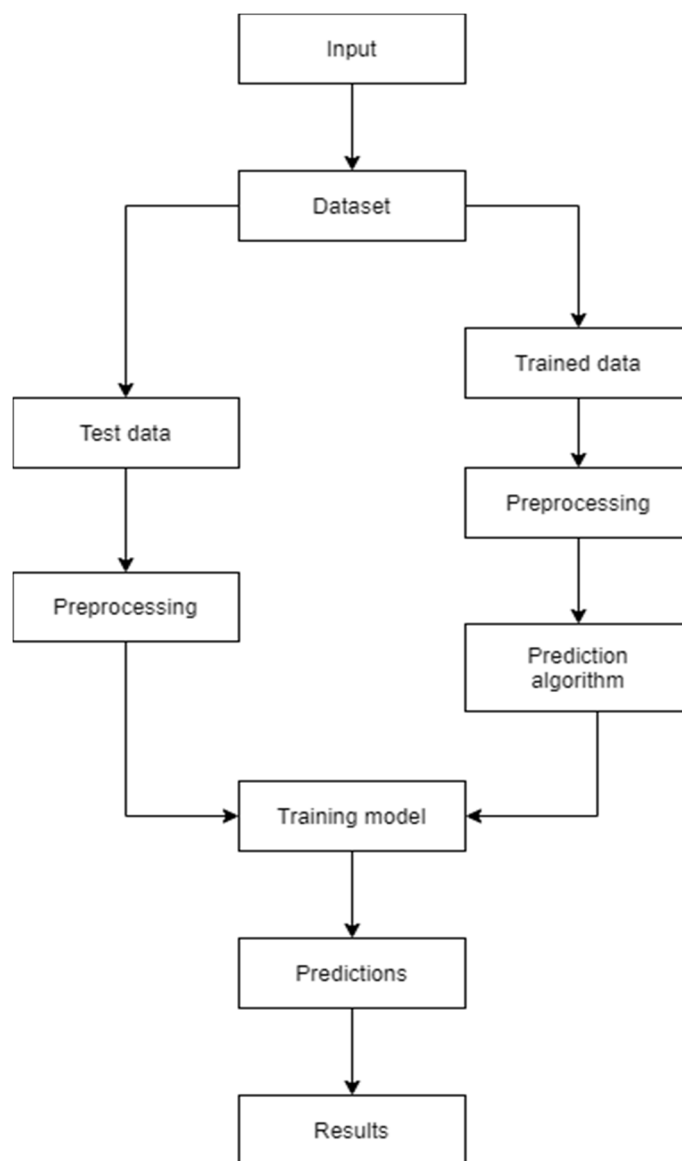 Input
Dataset
Trained data
Test data
Preprocessing
Preprocessing
Prediction
algorithm
Training model
Predictions
Results